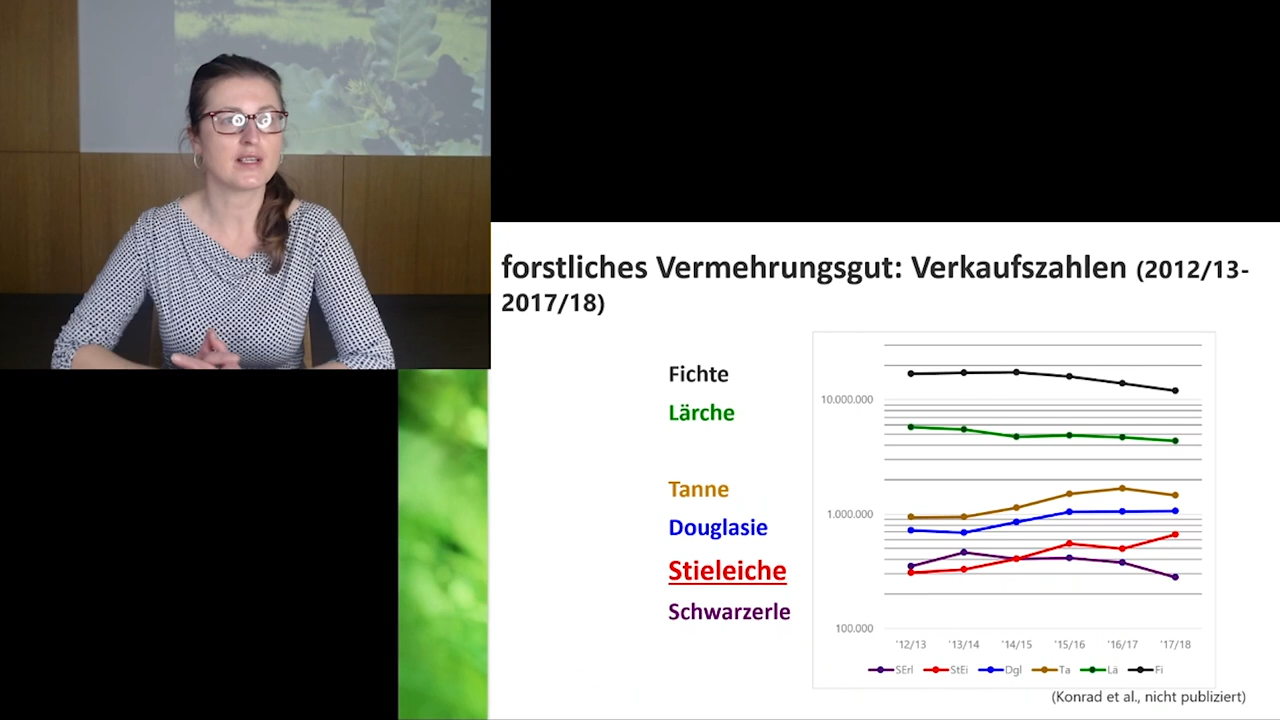 forstliches Vermehrungsgut: Verkaufszahlen (2012/13-
2017/18)
Fichte
Lärche
Tanne
Douglasie
Stieleiche
Schwarzerle
10.000.000
1.000.000
100.000
'12/13 '13/14 '14/15 '15/16 '16/17 '17/18
SErl StEi Dgl Ta Lä Fi
(Konrad et al., nicht publiziert)